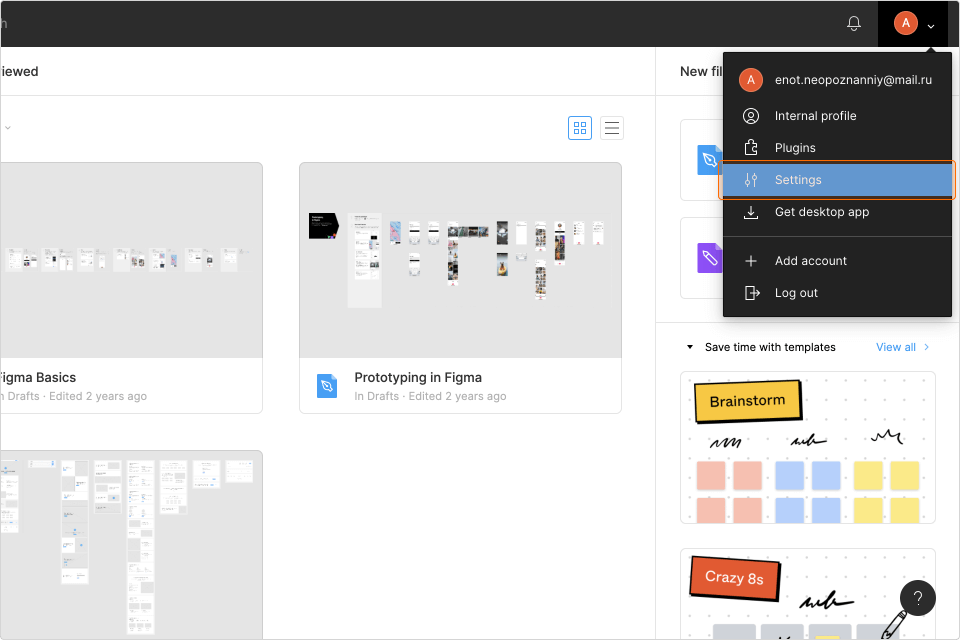 h
A
iewed
New fil
A enot.neopoznanniy@mail.ru
Internal profile
Plugins
Settings
Get desktop app
Add account
Log out
Figma Basics
In Drafts · Edited 2 years ago
Prototyping in Figma
In Drafts · Edited 2 years ago
Save time with templates
View all
Brainstorm
Crazy 8s
?